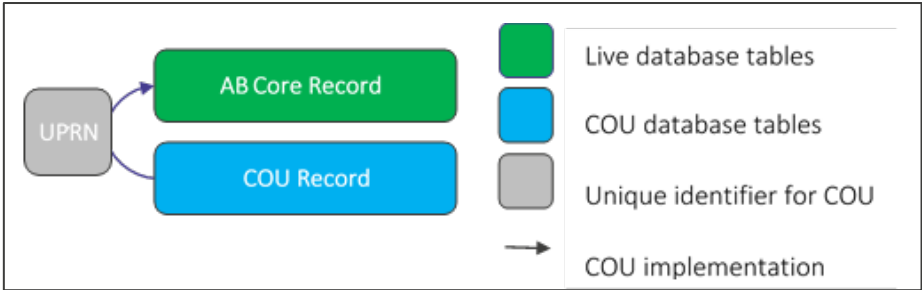 AB Core Record
UPRN
COU Record
Live database tables
COU database tables
Unique identifier for COU
COU implementation